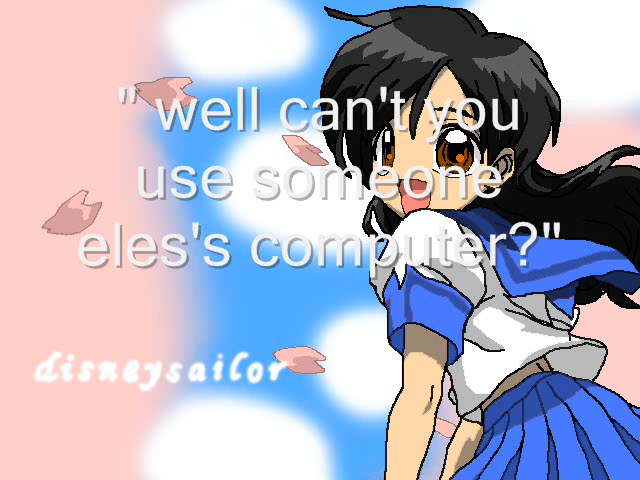 " well can't you
use someone
eles's computer?"
disneysailor